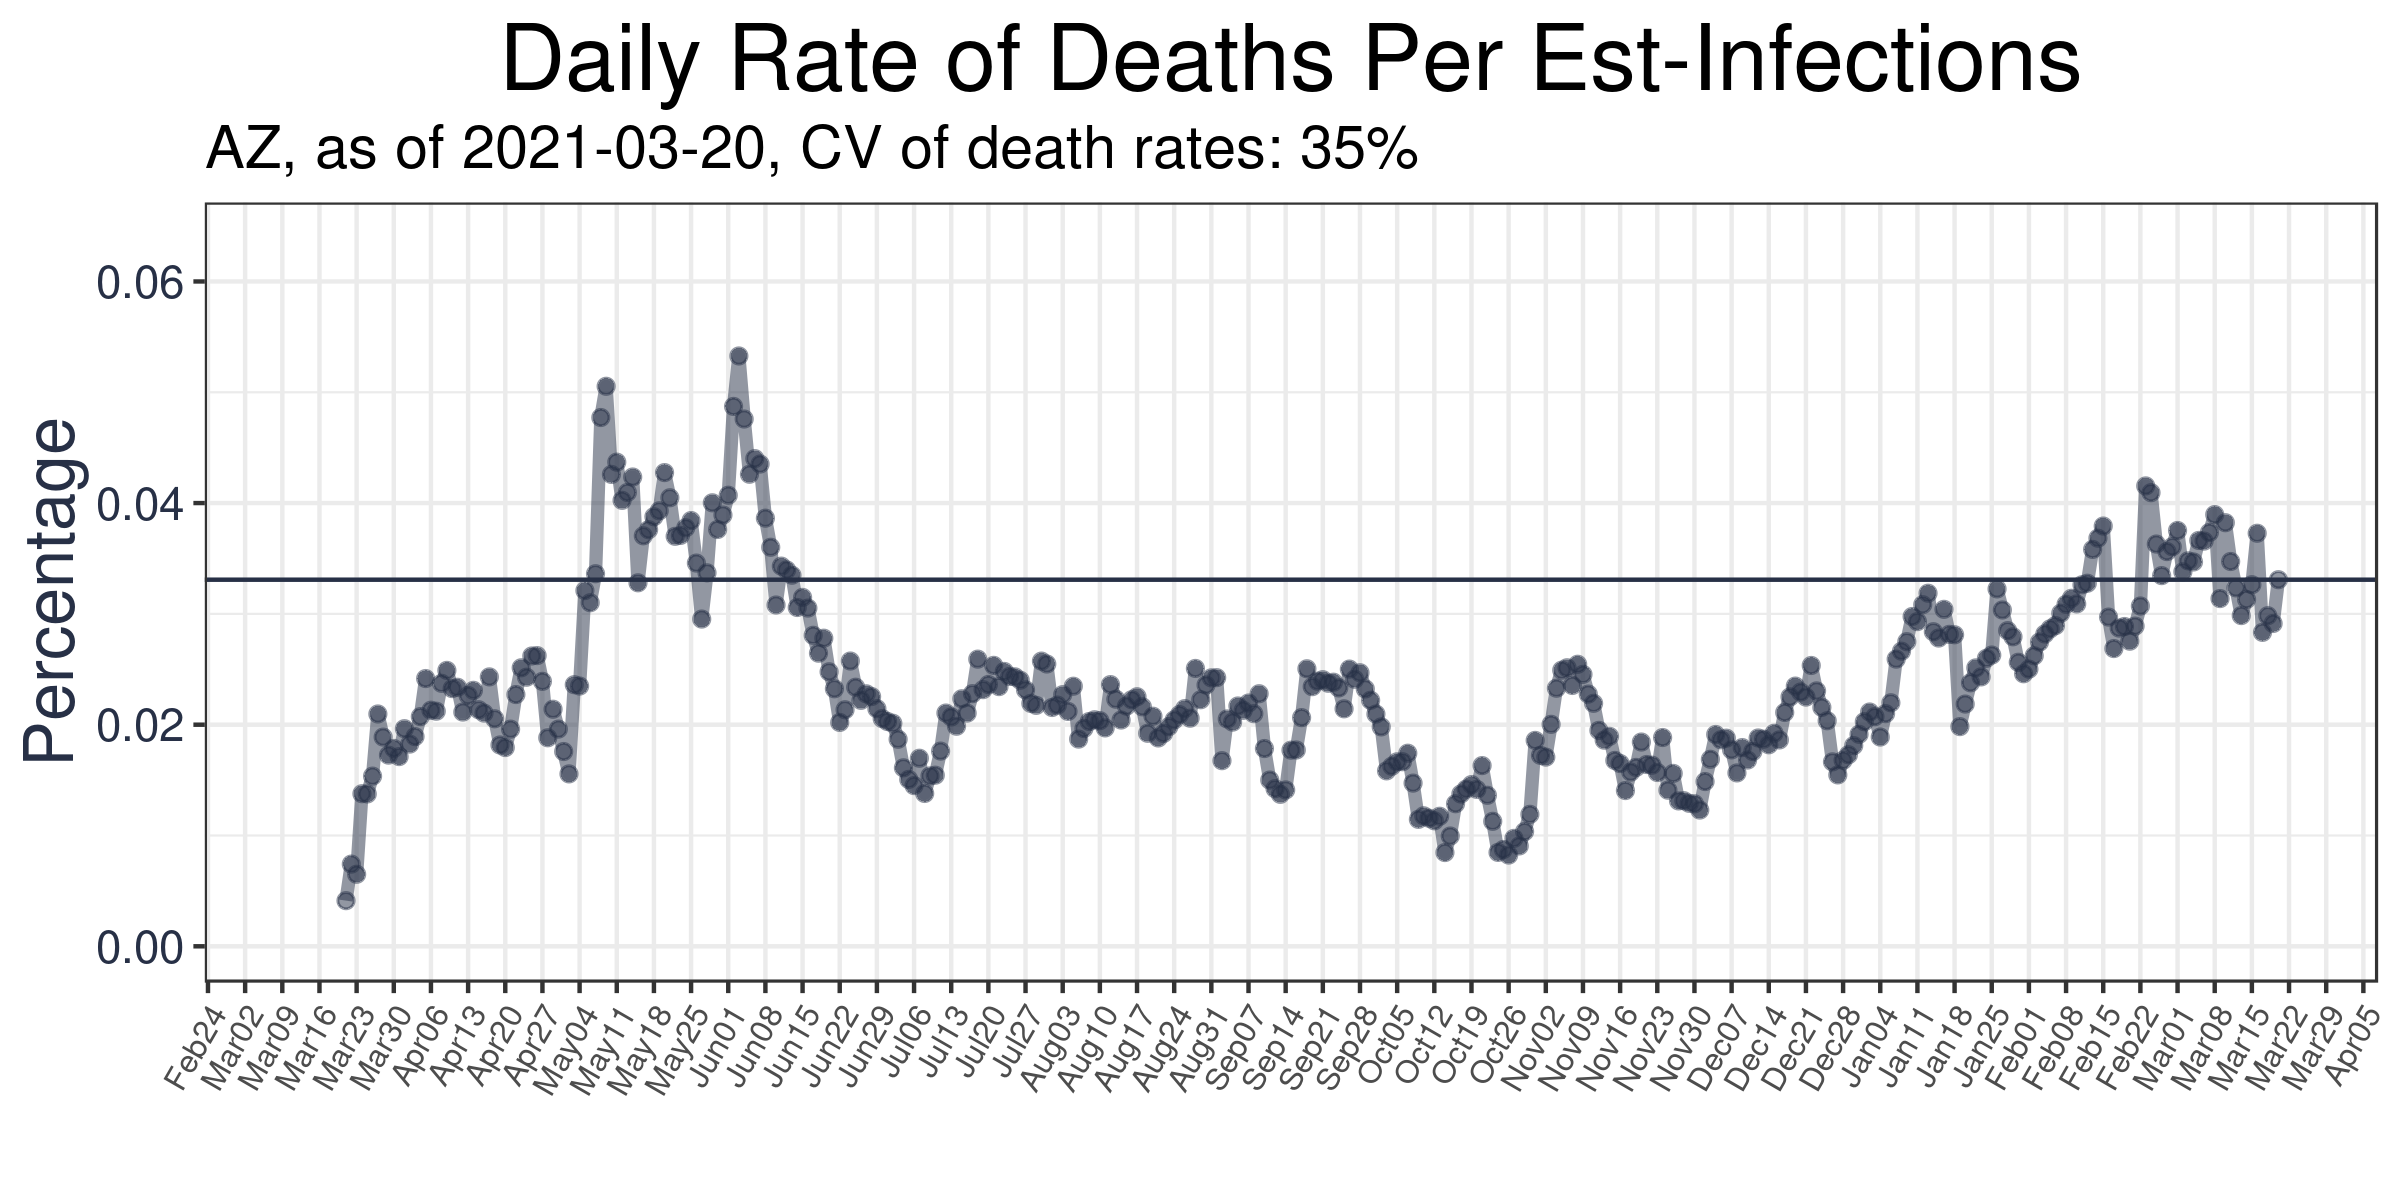 Daily Rate of Deaths Per Est-Infections
AZ, as of 2021-03-20, CV of death rates: 35%
Percentage
0.06
0.04
0.02
0.00
Feb24
Mar02
Mar09
Mar16
Mar23
Mar30
Apr06
Apr13
Apr20
Apr27
May04
May11
May18
May25
Jun01
Jun08
Jun15
Jun22
Jun29
Jul06
Jul13
Jul20
Jul27
Aug03
Aug10
Aug17
Aug24
Aug31
Sep07
Sep14
Sep21
Sep28
Oct05
Oct12
Oct19
Oct26
Nov02
Nov09
Nov16
Nov23
Nov30
Dec07
Dec14
Dec21
Dec28
Jan04
Jan11
Jan18
Jan25
Feb01
Feb08
Feb15
Feb22
Mar01
Mar08
Mar15
Mar22
Mar29
Apr05